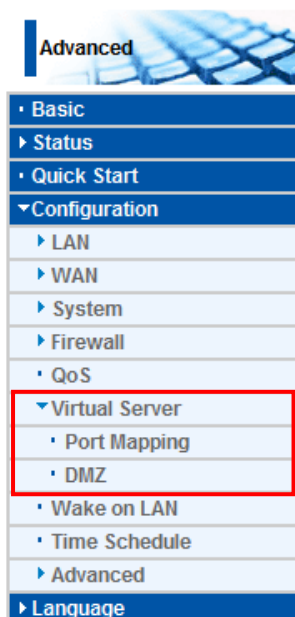 Advanced
Basic
Status
Quick Start
Configuration
LAN
WAN
System
Firewall
QoS
Virtual Server
Port Mapping
DMZ
Wake on LAN
Time Schedule
Advanced
Language